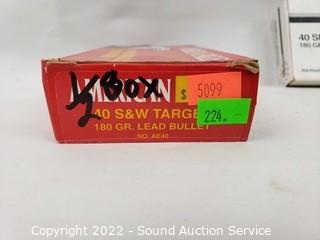 1/2 BOX
AMERICAN
$ 5099
224.-
40 S&W TARGET
180 GR. LEAD BULLET
NO. AE40
40 S
180
Copyright © 2022 - Sound Auction Service